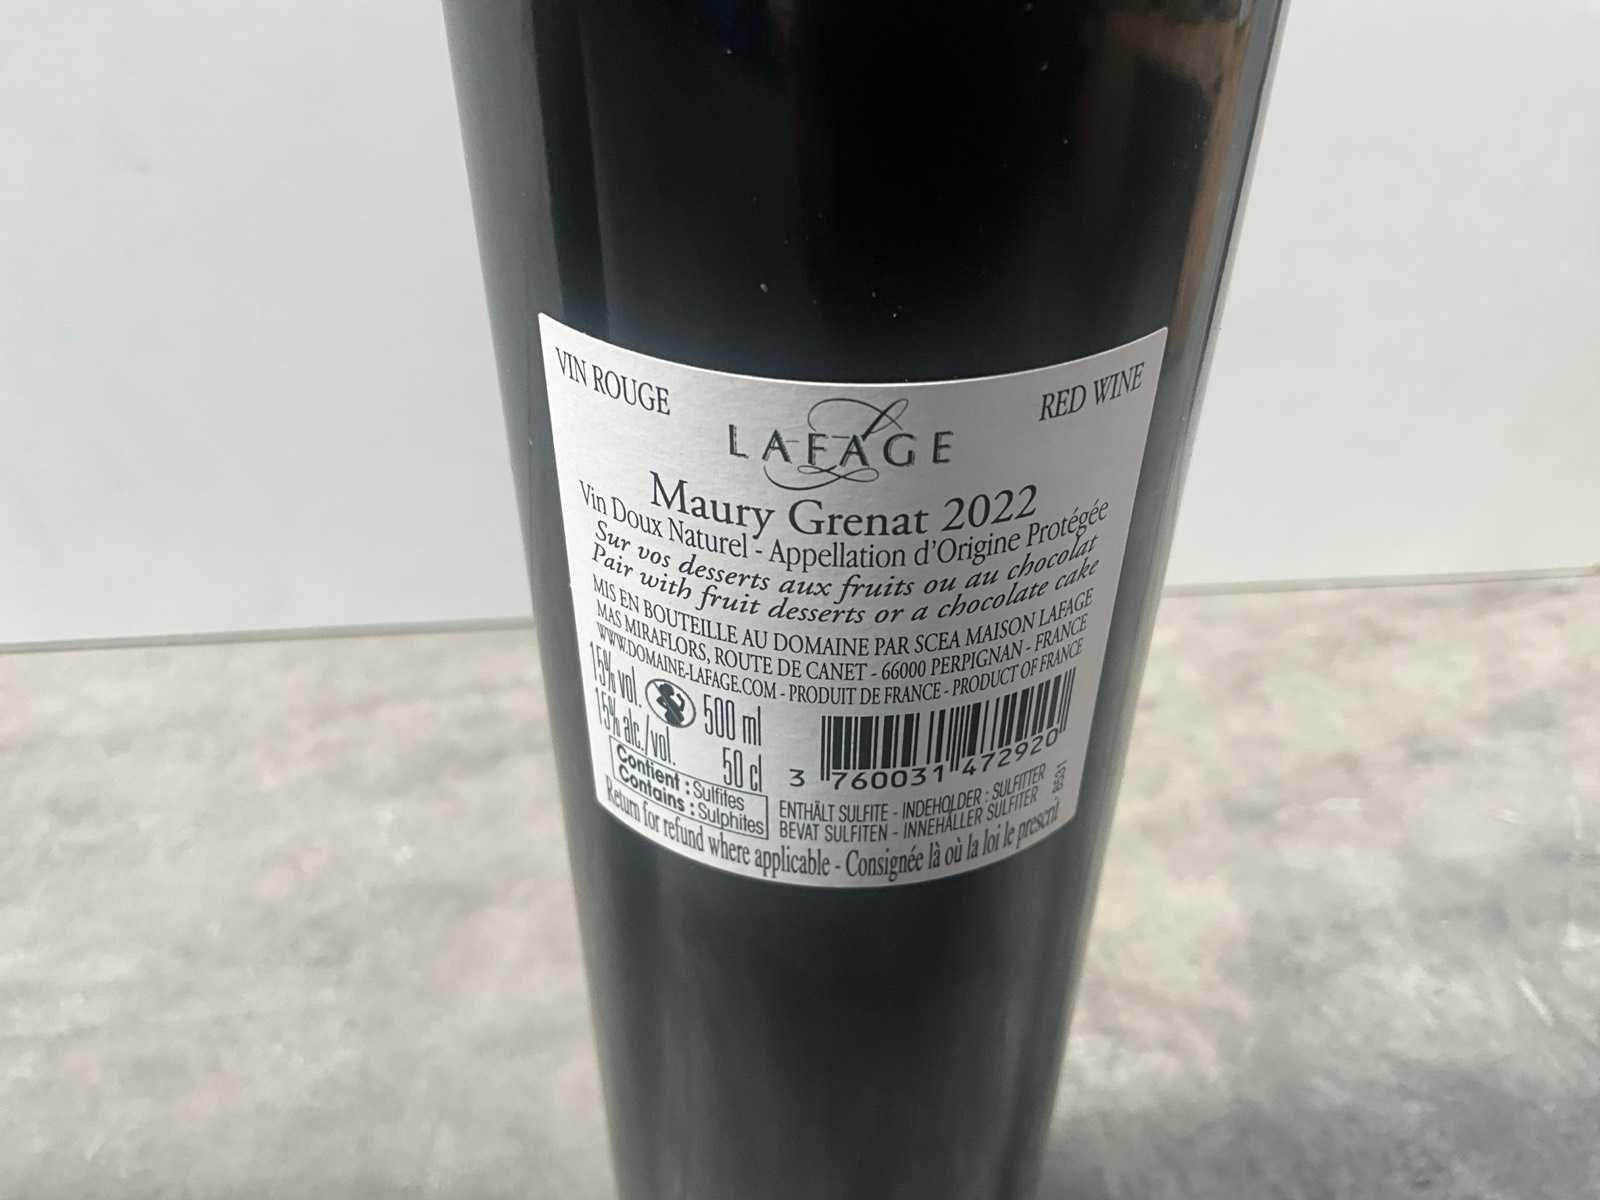 VIN ROUGE
RED WINE
LAFAGE
Maury Grenat 2022
Vin Doux Naturel - Appellation d'Origine Protégée
Sur vos desserts aux fruits ou au chocolat
Pair with fruit desserts or a chocolate cake
MIS EN BOUTEILLE AU DOMAINE PAR SCEA MAISON LAFAGE
MAS MIRAFLORS, ROUTE DE CANET - 66000 PERPIGNAN - FRANCE
WWW.DOMAINE-LAFAGE.COM - PRODUIT DE FRANCE - PRODUCT OF FRANCE
15% vol. 500 ml
15% alc./vol. 50 cl
3 760031 472920
Contient : Sulfites
Contains : Sulphites
ENTHÄLT SULFITE - INDEHOLDER : SULFITTER
BEVAT SULFITEN - INNEHÅLLER SULFITER
Return for refund where applicable - Consignée là où la loi le prescrit